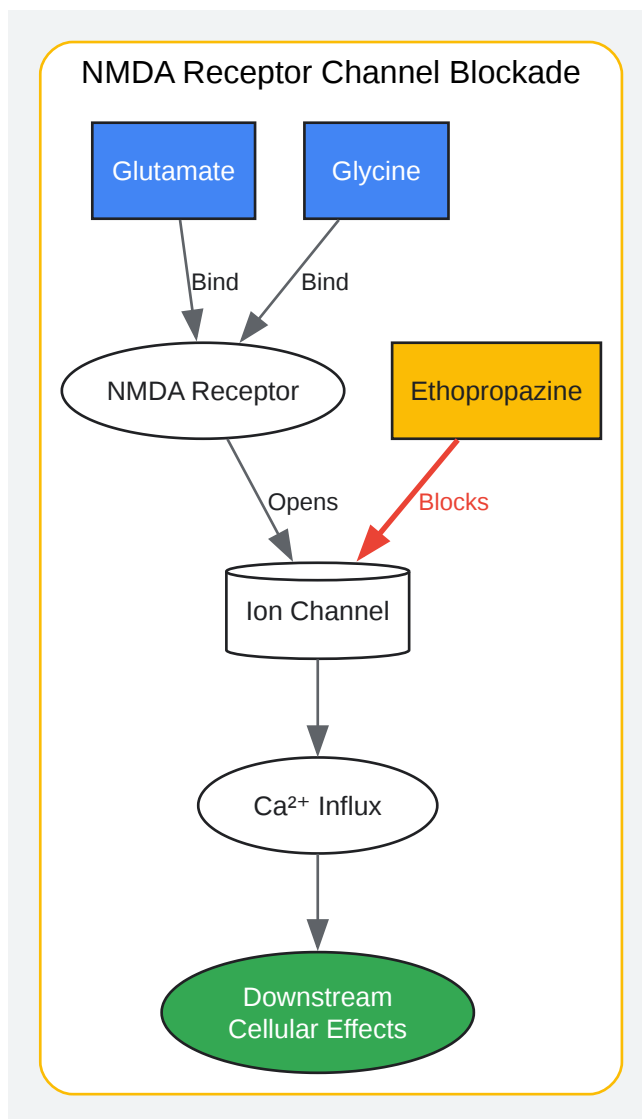 NMDA Receptor Channel Blockade
Glutamate
Glycine
Bind
Bind
NMDA Receptor
Ethopropazine
Opens
Blocks
Ion Channel
Ca²⁺ Influx
Downstream
Cellular Effects